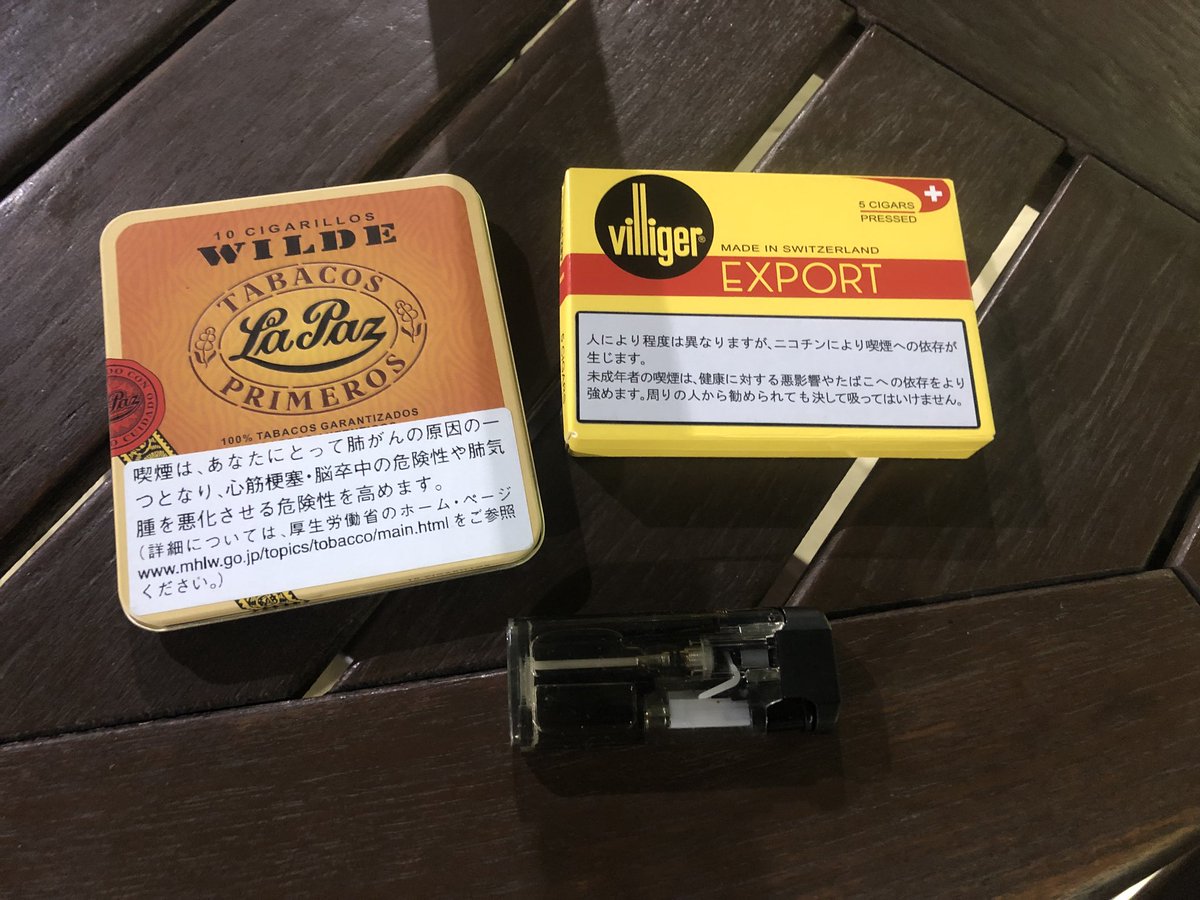 10 CIGARILLOS
WILDE
TABACOS
La Paz
PRIMEROS
100% TABACOS GARANTIZADOS
Paz
CUIDADO
喫煙は、あなたにとって肺がんの原因の一
つとなり、心筋梗塞・脳卒中の危険性や肺気
腫を悪化させる危険性を高めます。
(詳細については、厚生労働省のホーム・ページ
www.mhlw.go.jp/topics/tobacco/main.html をご参照
ください。)
villiger®
5 CIGARS
PRESSED
MADE IN SWITZERLAND
EXPORT
人により程度は異なりますが、ニコチンにより喫煙への依存が
生じます。
未成年者の喫煙は、健康に対する悪影響やたばこへの依存をより
強めます。周りの人から勧められても決して吸ってはいけません。